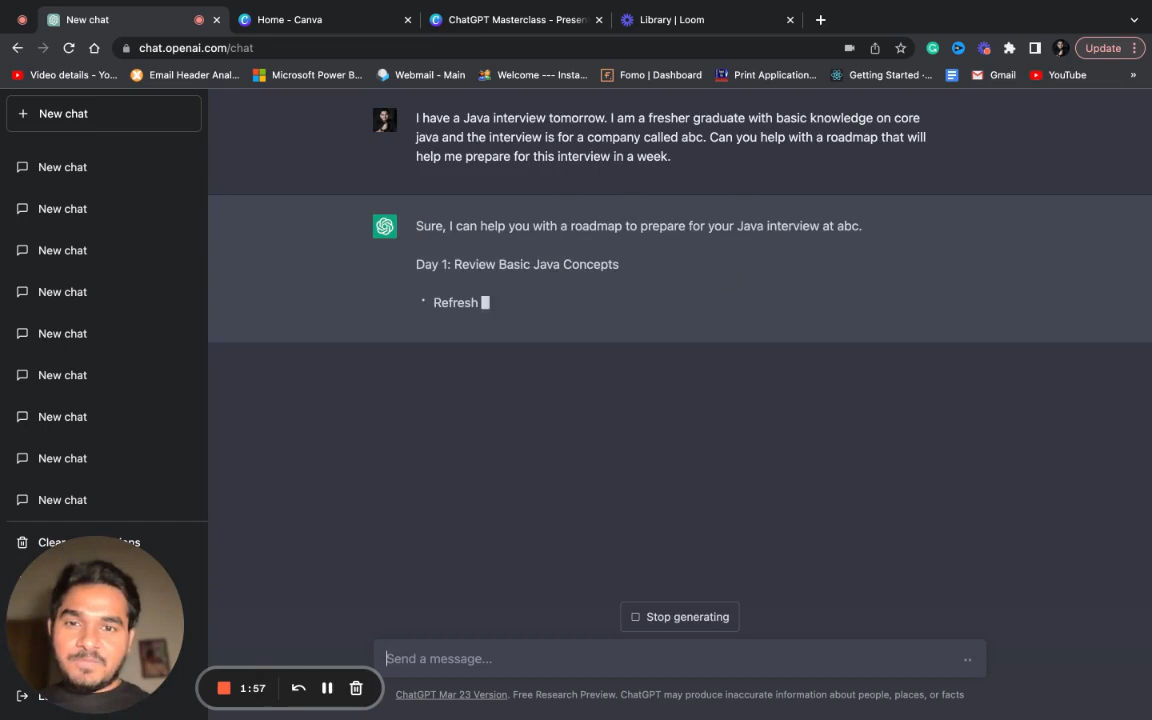 New chat
Home - Canva
ChatGPT Masterclass - Presen
Library | Loom
chat.openai.com/chat
Update
Video details - Yo...
Email Header Anal...
Microsoft Power B...
Webmail - Main
Welcome --- Insta...
Fomo | Dashboard
Print Application...
Getting Started ·...
Gmail
YouTube
»
New chat
New chat
New chat
New chat
New chat
New chat
New chat
New chat
New chat
New chat
I have a Java interview tomorrow. I am a fresher graduate with basic knowledge on core
java and the interview is for a company called abc. Can you help with a roadmap that will
help me prepare for this interview in a week.
Sure, I can help you with a roadmap to prepare for your Java interview at abc.
Day 1: Review Basic Java Concepts
• Refresh
Stop generating
Send a message...
ChatGPT Mar 23 Version. Free Research Preview. ChatGPT may produce inaccurate information about people, places, or facts
1:57